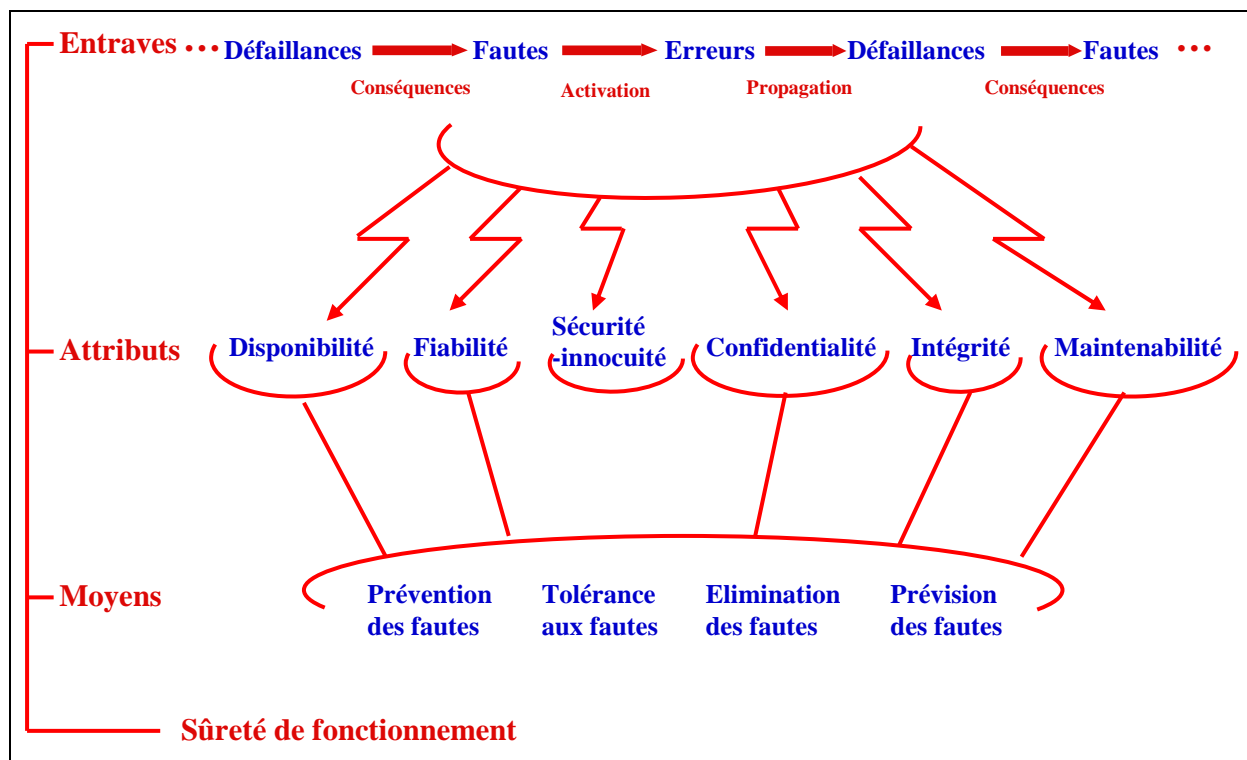 Entraves ... Défaillances Fautes Erreurs Défaillances Fautes ...
Conséquences Activation Propagation Conséquences
Attributs Disponibilité Fiabilité Sécurité
-innocuité Confidentialité Intégrité Maintenabilité
Moyens Prévention
des fautes Tolérance
aux fautes Elimination
des fautes Prévision
des fautes
Sûreté de fonctionnement